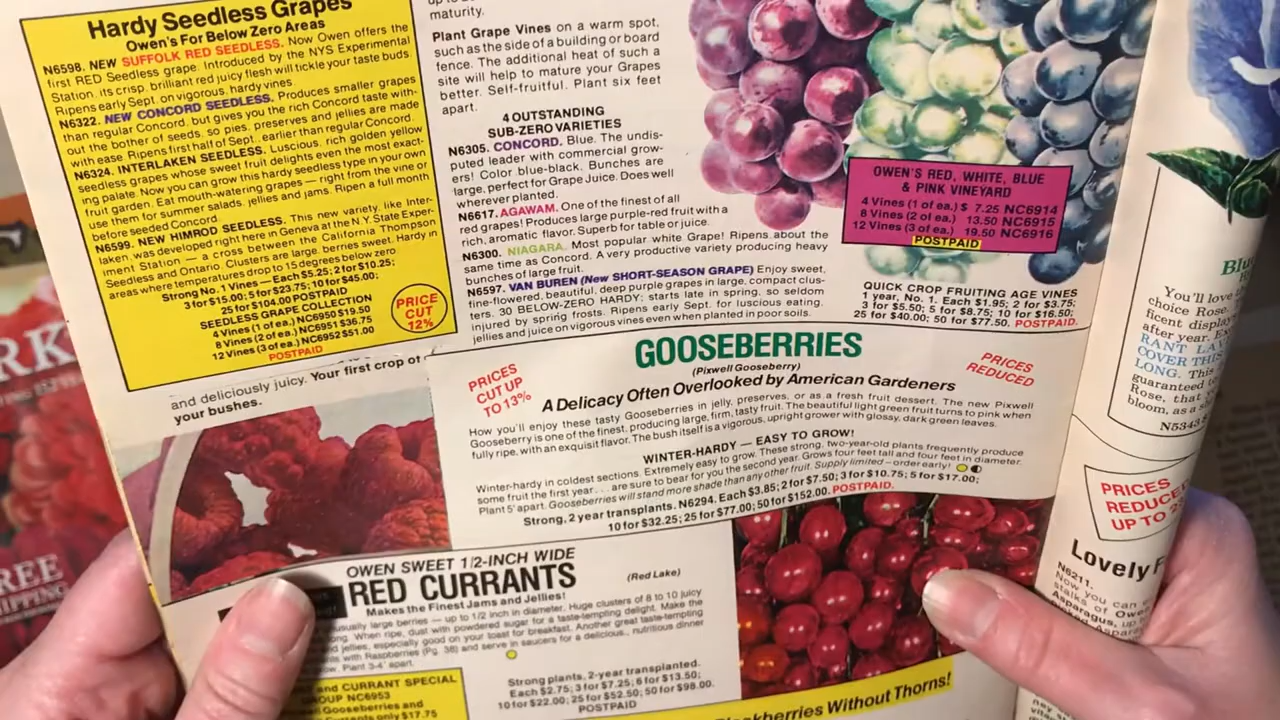 Hardy Seedless Grapes
Owen's For Below Zero Areas
N6598. NEW SUFFOLK RED SEEDLESS. Now Owen offers the
first RED Seedless grape. Introduced by the NYS Experimental
Station, its crisp, brilliant red juicy flesh will tickle your taste buds.
Ripens early Sept. on vigorous, hardy vines.
N6322. NEW CONCORD SEEDLESS. Produces smaller grapes
than regular Concord, but gives you the rich Concord taste with-
out the bother of seeds, so pies, preserves and jellies are made
with ease. Ripens first half of Sept., earlier than regular Concord.
N6324. INTERLAKEN SEEDLESS. Luscious, rich golden yellow
seedless grapes whose sweet fruit delights even the most exact-
ing palate. Now you can grow this hardy seedless type in your own
fruit garden. Eat mouth-watering grapes — right from the vine or
use them for summer salads, jellies and jams. Ripen a full month
before seeded Concord.
N6599. NEW HIMROD SEEDLESS. This new variety, like Inter-
laken, was developed right here in Geneva at the N.Y. State Exper-
iment Station — a cross between the California Thompson
Seedless and Ontario. Clusters are large, berries sweet. Hardy in
areas where temperatures drop to 15 degrees below zero.
Strong No. 1 Vines — Each $5.25; 2 for $10.25;
3 for $15.00; 5 for $23.75; 10 for $45.00;
25 for $104.00 POSTPAID
SEEDLESS GRAPE COLLECTION
4 Vines (1 of ea.) NC6950 $19.50
8 Vines (2 of ea.) NC6951 $36.75
12 Vines (3 of ea.) NC6952 $51.00
POSTPAID
PRICE
CUT
12%
maturity.
Plant Grape Vines on a warm spot,
such as the side of a building or board
fence. The additional heat of such a
site will help to mature your Grapes
better. Self-fruitful. Plant six feet
apart.
4 OUTSTANDING
SUB-ZERO VARIETIES
N6305. CONCORD. Blue. The undis-
puted leader with commercial grow-
ers! Color blue-black. Bunches are
large, perfect for Grape Juice. Does well
wherever planted.
N6617. AGAWAM. One of the finest of all
red grapes! Produces large purple-red fruit with a
rich, aromatic flavor. Superb for table or juice.
N6300. NIAGARA. Most popular white Grape! Ripens about the
same time as Concord. A very productive variety producing heavy
bunches of large fruit.
N6597. VAN BUREN (New SHORT-SEASON GRAPE) Enjoy sweet,
fine-flowered, beautiful, deep purple grapes in large, compact clus-
ters. 30 BELOW-ZERO HARDY; starts late in spring, so seldom
injured by spring frosts. Ripens early Sept. for luscious eating.
jellies and juice on vigorous vines even when planted in poor soils.
OWEN'S RED, WHITE, BLUE
& PINK VINEYARD
4 Vines (1 of ea.) $ 7.25 NC6914
8 Vines (2 of ea.) 13.50 NC6915
12 Vines (3 of ea.) 19.50 NC6916
POSTPAID
QUICK CROP FRUITING AGE VINES
1 year, No. 1. Each $1.95; 2 for $3.75;
3 for $5.50; 5 for $8.75; 10 for $16.50;
25 for $40.00; 50 for $77.50. POSTPAID.
and deliciously juicy. Your first crop of
your bushes.
GOOSEBERRIES
(Pixwell Gooseberry)
PRICES
CUT UP
TO 13%
PRICES
REDUCED
A Delicacy Often Overlooked by American Gardeners
How you'll enjoy these tasty Gooseberries in jelly, preserves, or as a fresh fruit dessert. The new Pixwell
Gooseberry is one of the finest, producing large, firm, tasty fruit. The beautiful light green fruit turns to pink when
fully ripe, with an exquisite flavor. The bush itself is a vigorous, upright grower with glossy, dark green leaves.
WINTER-HARDY — EASY TO GROW!
Winter-hardy in coldest sections. Extremely easy to grow. These strong, two-year-old plants frequently produce
some fruit the first year . . . are sure to bear for you the second year. Grows four feet tall and four feet in diameter.
Plant 5' apart. Gooseberries will stand more shade than any other fruit. Supply limited – order early!
Strong, 2 year transplants. N6294. Each $3.85; 2 for $7.50; 3 for $10.75; 5 for $17.00;
10 for $32.25; 25 for $77.00; 50 for $152.00. POSTPAID.
OWEN SWEET 1/2-INCH WIDE
RED CURRANTS
(Red Lake)
Makes the Finest Jams and Jellies!
usually large berries — up to 1/2 inch in diameter. Huge clusters of 8 to 10 juicy
ong. When ripe, dust with powdered sugar for a taste-tempting delight. Make the
nd jellies, especially good on your toast for breakfast. Another great taste-tempting
with Raspberries (Pg. 38) and serve in saucers for a delicious, nutritious dinner
Plant 3-4' apart.
Strong plants, 2-year transplanted.
Each $2.75; 3 for $7.25; 6 for $13.50;
10 for $22.00; 25 for $52.50; 50 for $98.00.
POSTPAID
and CURRANT SPECIAL
GROUP NC6953
Gooseberries and
only $17.75
Blackberries Without Thorns!
Blu
You'll love
choice Rose.
ficent display
after year. Ex
RANT LAV
COVER THIS
LONG. This
guaranteed to
Rose, that
bloom, as a s
N5343
PRICES
REDUCED
UP TO 2
Lovely F
N6211.
Now you can
stalks of Owe
Asparagus, up
RK
REE
SHIPPING